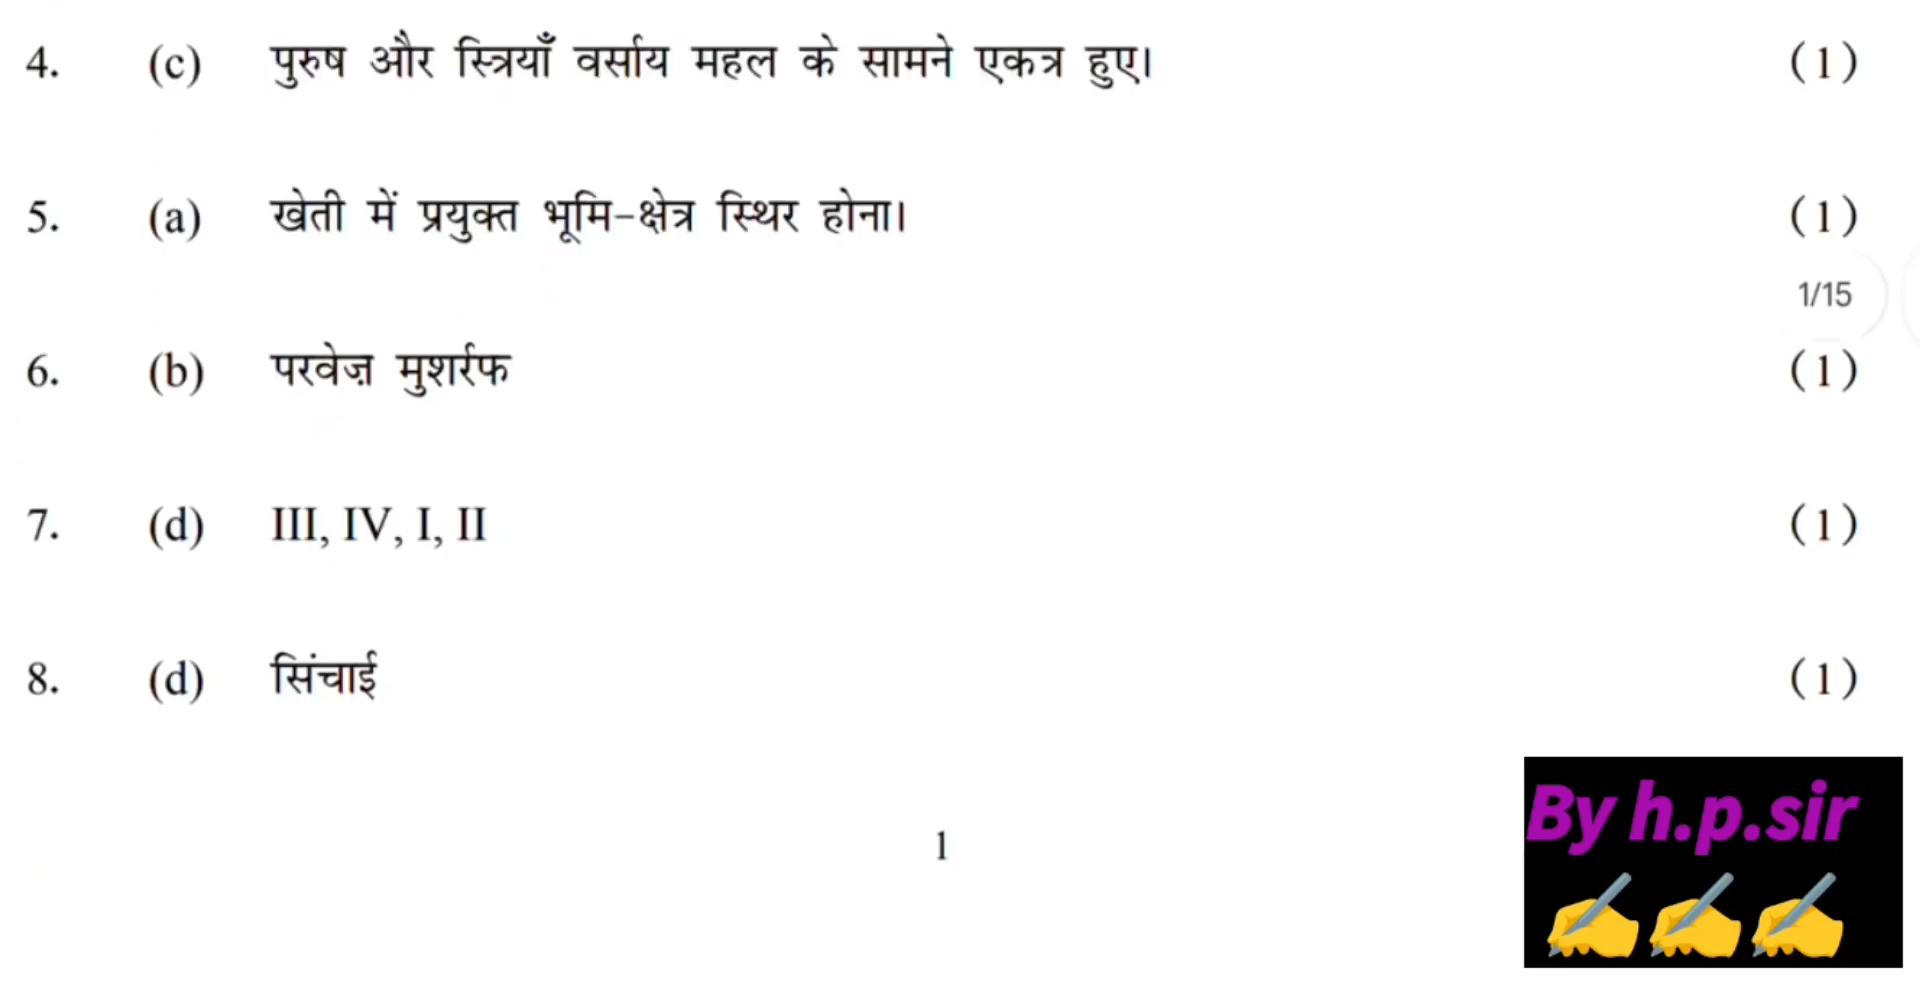 4. (c) पुरुष और स्त्रियाँ वर्साय महल के सामने एकत्र हुए। (1)
5. (a) खेती में प्रयुक्त भूमि-क्षेत्र स्थिर होना। (1)
1/15
6. (b) परवेज़ मुशर्रफ (1)
7. (d) III, IV, I, II (1)
8. (d) सिंचाई (1)
1
By h.p.sir
✍✍✍